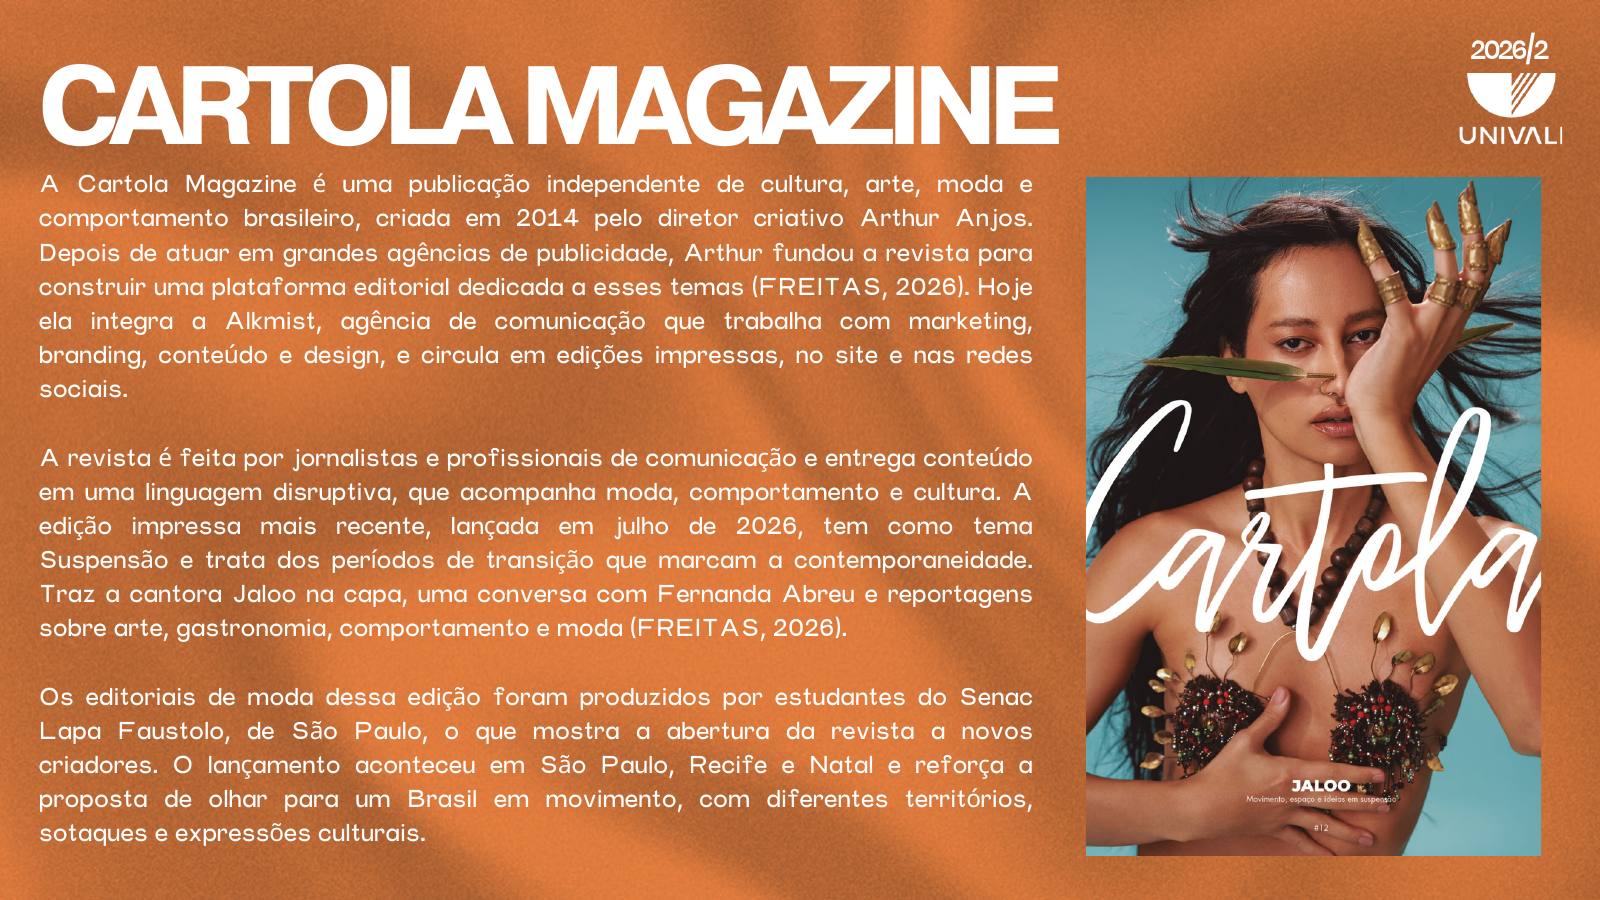 2026/2
UNIVALI
CARTOLA MAGAZINE
A Cartola Magazine é uma publicação independente de cultura, arte, moda e
comportamento brasileiro, criada em 2014 pelo diretor criativo Arthur Anjos.
Depois de atuar em grandes agências de publicidade, Arthur fundou a revista para
construir uma plataforma editorial dedicada a esses temas (FREITAS, 2026). Hoje
ela integra a Alkmist, agência de comunicação que trabalha com marketing,
branding, conteúdo e design, e circula em edições impressas, no site e nas redes
sociais.
A revista é feita por jornalistas e profissionais de comunicação e entrega conteúdo
em uma linguagem disruptiva, que acompanha moda, comportamento e cultura. A
edição impressa mais recente, lançada em julho de 2026, tem como tema
Suspensão e trata dos períodos de transição que marcam a contemporaneidade.
Traz a cantora Jaloo na capa, uma conversa com Fernanda Abreu e reportagens
sobre arte, gastronomia, comportamento e moda (FREITAS, 2026).
Os editoriais de moda dessa edição foram produzidos por estudantes do Senac
Lapa Faustolo, de São Paulo, o que mostra a abertura da revista a novos
criadores. O lançamento aconteceu em São Paulo, Recife e Natal e reforça a
proposta de olhar para um Brasil em movimento, com diferentes territórios,
sotaques e expressões culturais.
Cartola
JALOO
Movimento, espaço e ideias em suspensão
#12